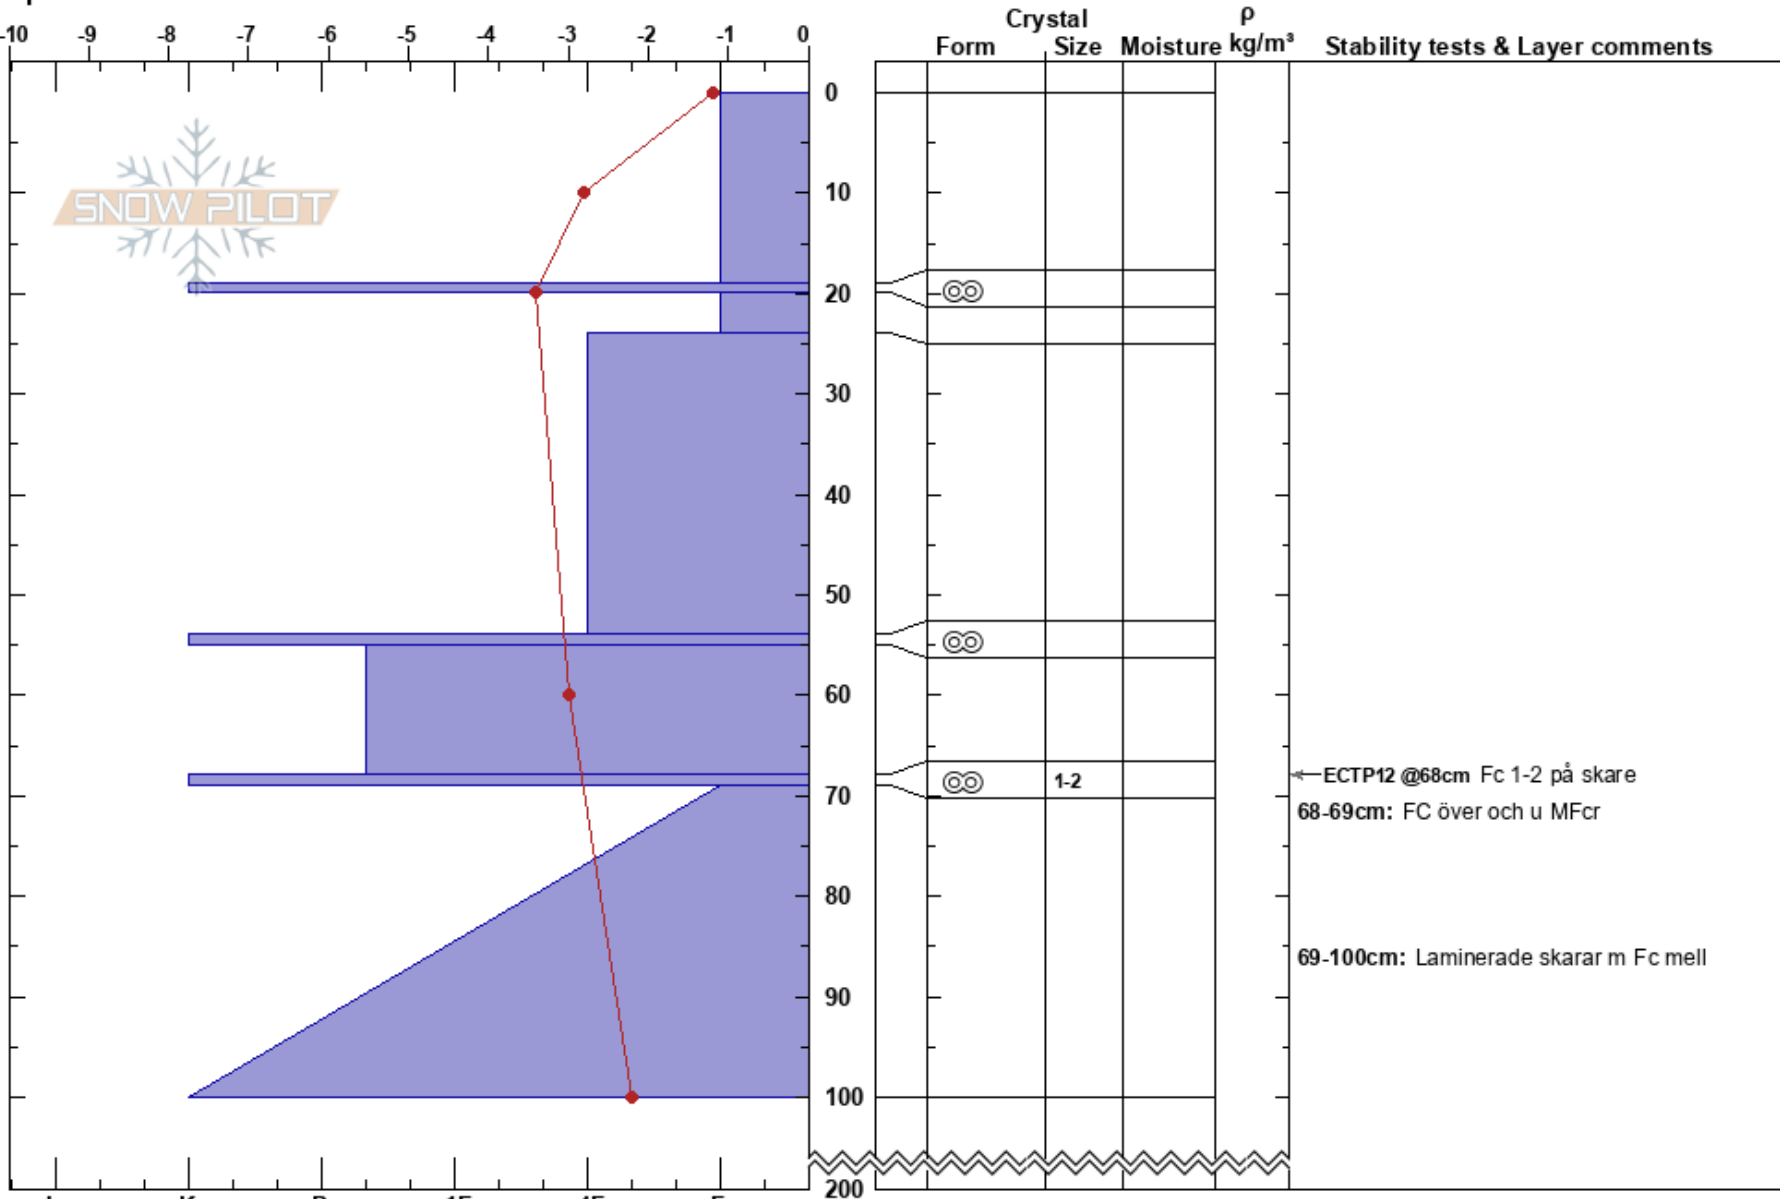 Crystal ρ
-10 -9 -8 -7 -6 -5 -4 -3 -2 -1 0
Form Size Moisture kg/m³ Stability tests & Layer comments
0
SNOW PILOT
10
20
30
40
50
60
70
80
90
100
200
1-2
ECTP12 @68cm Fc 1-2 på skare
68-69cm: FC över och u MFcr
69-100cm: Laminerade skarar m Fc mell